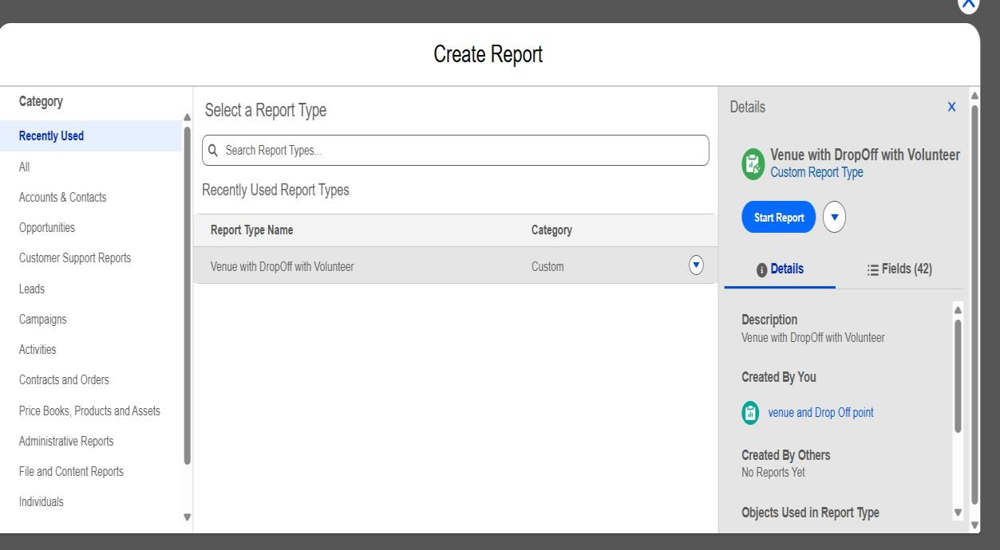 Create Report
Category
Recently Used
All
Accounts & Contacts
Opportunities
Customer Support Reports
Leads
Campaigns
Activities
Contracts and Orders
Price Books, Products and Assets
Administrative Reports
File and Content Reports
Individuals
Select a Report Type
Search Report Types...
Recently Used Report Types
Report Type Name Category
Venue with DropOff with Volunteer Custom
Details
Venue with DropOff with Volunteer
Custom Report Type
Start Report
Details Fields (42)
Description
Venue with DropOff with Volunteer
Created By You
venue and Drop Off point
Created By Others
No Reports Yet
Objects Used in Report Type